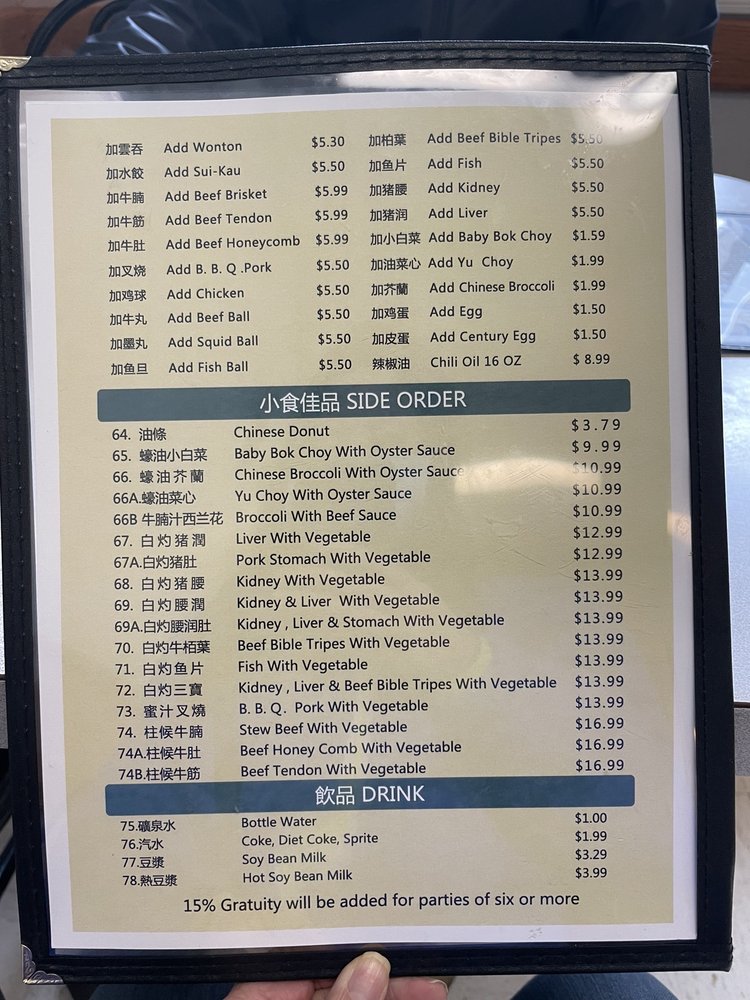 加雲吞 Add Wonton $5.30 加柏葉 Add Beef Bible Tripes $5.50
加水餃 Add Sui-Kau $5.50 加鱼片 Add Fish $5.50
加牛腩 Add Beef Brisket $5.99 加猪腰 Add Kidney $5.50
加牛筋 Add Beef Tendon $5.99 加猪润 Add Liver $5.50
加牛肚 Add Beef Honeycomb $5.99 加小白菜 Add Baby Bok Choy $1.59
加叉烧 Add B. B. Q .Pork $5.50 加油菜心 Add Yu Choy $1.99
加鸡球 Add Chicken $5.50 加芥蘭 Add Chinese Broccoli $1.99
加牛丸 Add Beef Ball $5.50 加鸡蛋 Add Egg $1.50
加墨丸 Add Squid Ball $5.50 加皮蛋 Add Century Egg $1.50
加鱼旦 Add Fish Ball $5.50 辣椒油 Chili Oil 16 OZ $ 8.99
小食佳品 SIDE ORDER
64. 油條 Chinese Donut $3.79
65. 蠔油小白菜 Baby Bok Choy With Oyster Sauce $9.99
66. 蠔油芥蘭 Chinese Broccoli With Oyster Sauce $10.99
66A.蠔油菜心 Yu Choy With Oyster Sauce $10.99
66B 牛腩汁西兰花 Broccoli With Beef Sauce $10.99
67. 白灼猪潤 Liver With Vegetable $12.99
67A.白灼猪肚 Pork Stomach With Vegetable $12.99
68. 白灼猪腰 Kidney With Vegetable $13.99
69. 白灼腰潤 Kidney & Liver With Vegetable $13.99
69A.白灼腰润肚 Kidney , Liver & Stomach With Vegetable $13.99
70. 白灼牛栢葉 Beef Bible Tripes With Vegetable $13.99
71. 白灼鱼片 Fish With Vegetable $13.99
72. 白灼三寶 Kidney , Liver & Beef Bible Tripes With Vegetable $13.99
73. 蜜汁叉燒 B. B. Q. Pork With Vegetable $13.99
74. 柱候牛腩 Stew Beef With Vegetable $16.99
74A.柱候牛肚 Beef Honey Comb With Vegetable $16.99
74B.柱候牛筋 Beef Tendon With Vegetable $16.99
飲品 DRINK
75.礦泉水 Bottle Water $1.00
76.汽水 Coke, Diet Coke, Sprite $1.99
77.豆漿 Soy Bean Milk $3.29
78.熱豆漿 Hot Soy Bean Milk $3.99
15% Gratuity will be added for parties of six or more